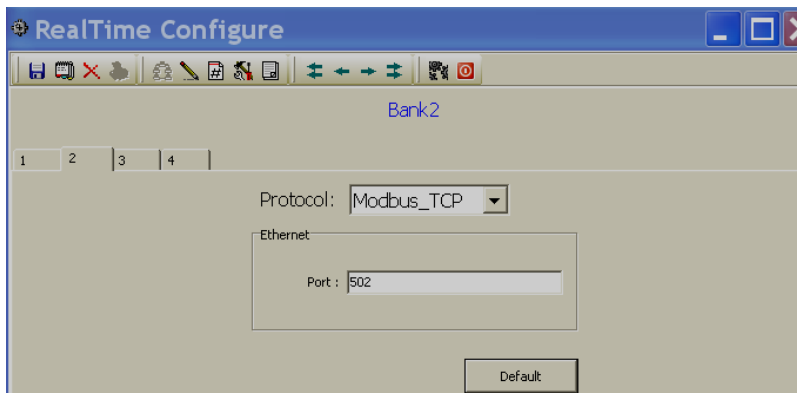 RealTime Configure
Bank2
1 2 3 4
Protocol: Modbus_TCP
Ethernet
Port : 502
Default